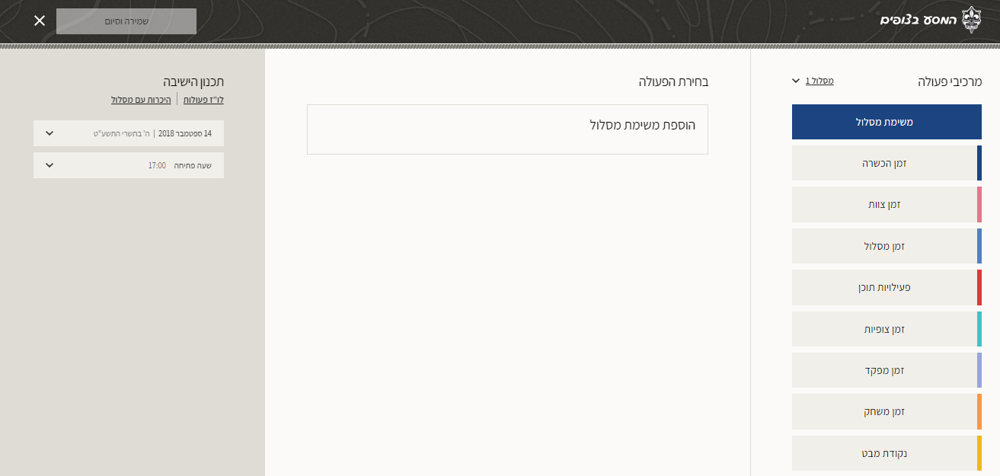 המסע בצופים
שמירה וסיום
מרכיבי פעולה
מסלול 1
משימת מסלול
זמן הכשרה
זמן צוות
זמן מסלול
פעילויות תוכן
זמן צופיות
זמן מפקד
זמן משחק
נקודת מבט
בחירת הפעולה
הוספת משימת מסלול
תכנון הישיבה
לו"ז פעולות | היכרות עם מסלול
14 ספטמבר 2018 | ה' בתשרי התשע"ט
שעה פתיחה 17:00